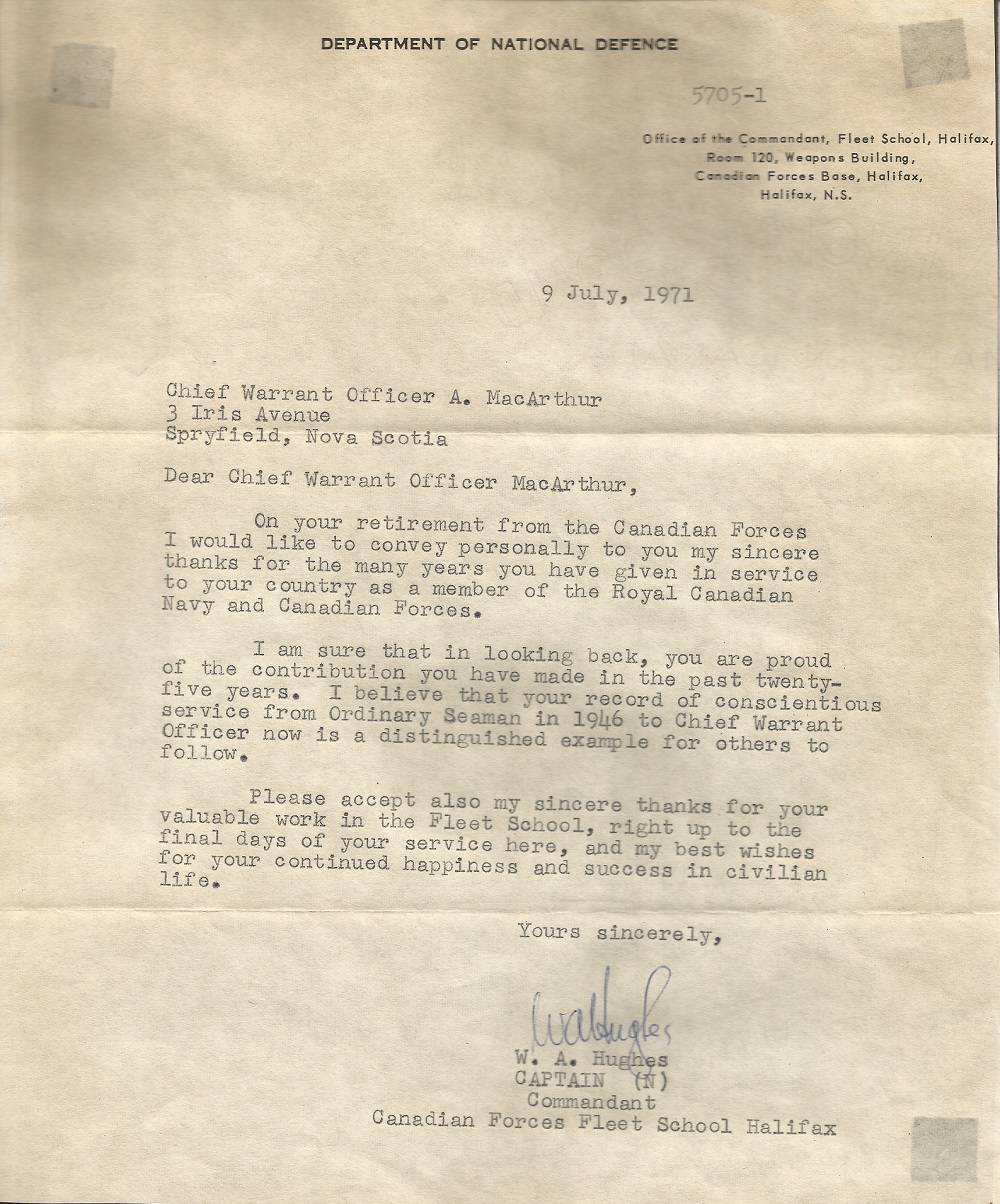 DEPARTMENT OF NATIONAL DEFENCE
5705-1
Office of the Commandant, Fleet School, Halifax,
Room 120, Weapons Building,
Canadian Forces Base, Halifax,
Halifax, N.S.
9 July, 1971
Chief Warrant Officer A. MacArthur
3 Iris Avenue
Spryfield, Nova Scotia
Dear Chief Warrant Officer MacArthur,
On your retirement from the Canadian Forces
I would like to convey personally to you my sincere
thanks for the many years you have given in service
to your country as a member of the Royal Canadian
Navy and Canadian Forces.
I am sure that in looking back, you are proud
of the contribution you have made in the past twenty-
five years. I believe that your record of conscientious
service from Ordinary Seaman in 1946 to Chief Warrant
Officer now is a distinguished example for others to
follow.
Please accept also my sincere thanks for your
valuable work in the Fleet School, right up to the
final days of your service here, and my best wishes
for your continued happiness and success in civilian
life.
Yours sincerely,
WAHughes
W. A. Hughes
CAPTAIN (N)
Commandant
Canadian Forces Fleet School Halifax